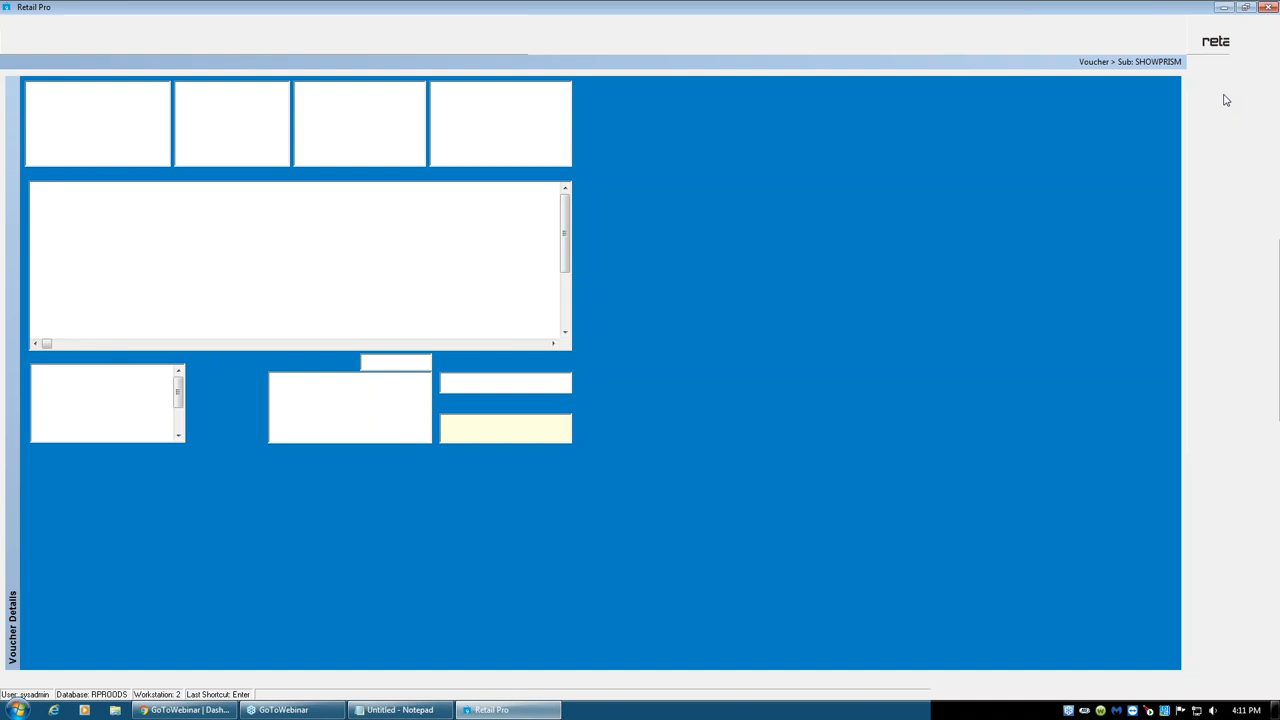 Retail Pro
reta
Voucher > Sub: SHOWPRISM
Voucher Details
User: sysadmin Database: RPROODS Workstation: 2 Last Shortcut: Enter
GoToWebinar | Dash... GoToWebinar Untitled - Notepad Retail Pro 4:11 PM